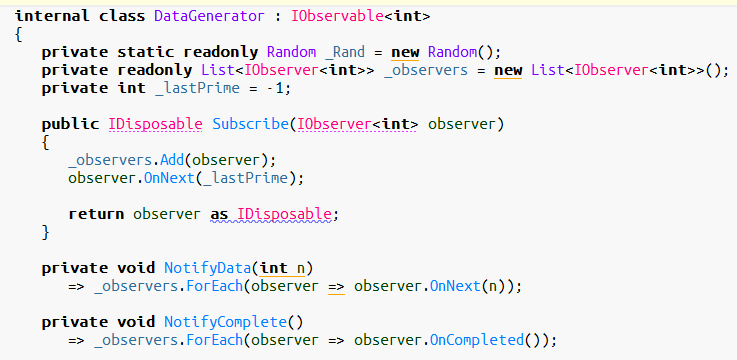 internal class DataGenerator : IObservable<int>
{
private static readonly Random _Rand = new Random();
private readonly List<IObserver<int>> _observers = new List<IObserver<int>>();
private int _lastPrime = -1;
public IDisposable Subscribe(IObserver<int> observer)
{
_observers.Add(observer);
observer.OnNext(_lastPrime);
return observer as IDisposable;
}
private void NotifyData(int n)
=> _observers.ForEach(observer => observer.OnNext(n));
private void NotifyComplete()
=> _observers.ForEach(observer => observer.OnCompleted());